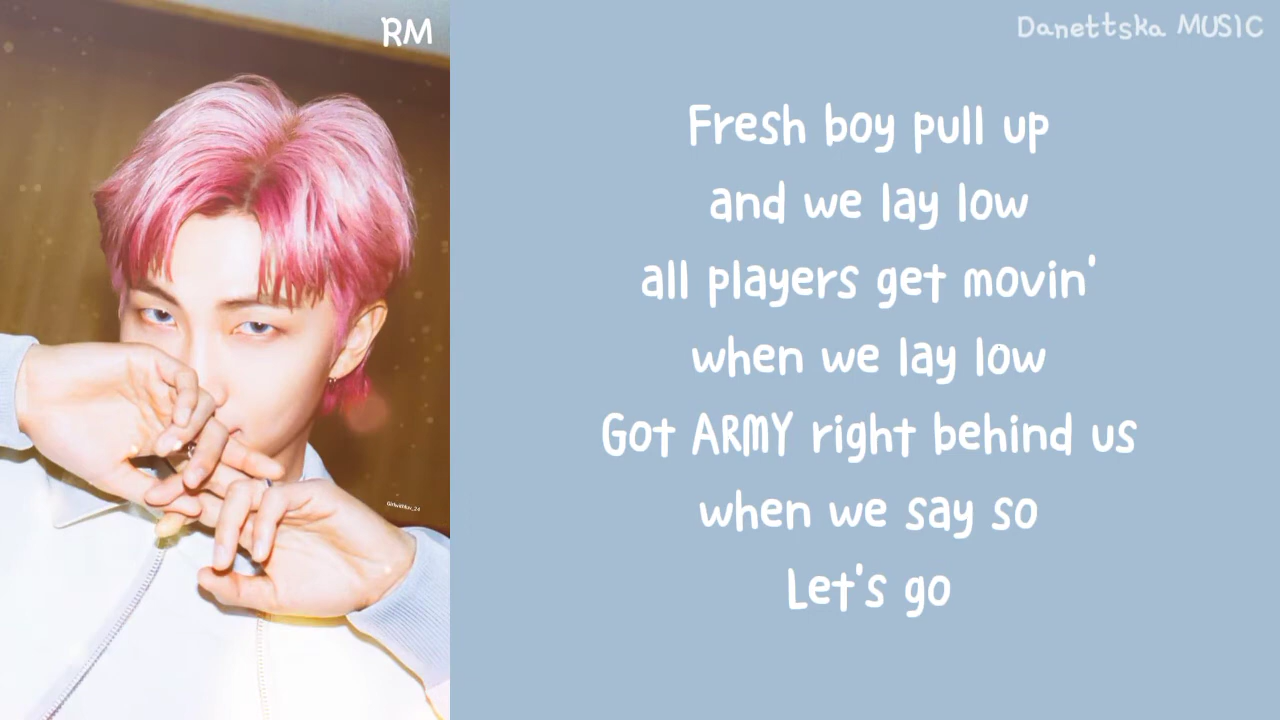 RM
Danettska MUSIC
Fresh boy pull up
and we lay low
all players get movin'
when we lay low
Got ARMY right behind us
when we say so
Let's go